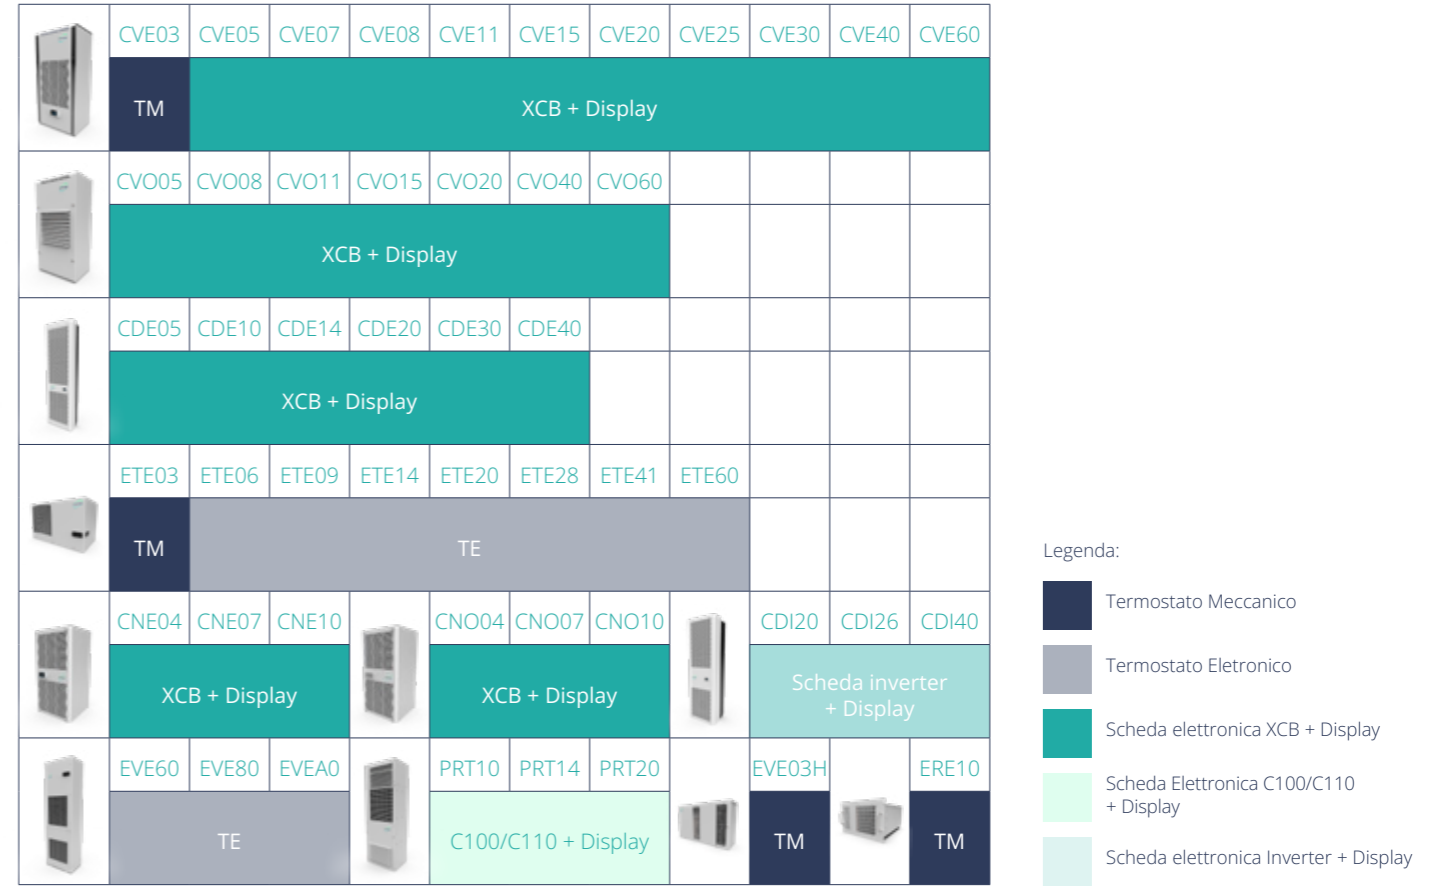 CVE03 CVE05 CVE07 CVE08 CVE11 CVE15 CVE20 CVE25 CVE30 CVE40 CVE60
TM XCB + Display
CVO05 CVO08 CVO11 CVO15 CVO20 CVO40 CVO60
XCB + Display
CDE05 CDE10 CDE14 CDE20 CDE30 CDE40
XCB + Display
ETE03 ETE06 ETE09 ETE14 ETE20 ETE28 ETE41 ETE60
TM TE
CNE04 CNE07 CNE10 CNO04 CNO07 CNO10 CDI20 CDI26 CDI40
XCB + Display XCB + Display Scheda inverter
+ Display
EVE60 EVE80 EVEA0 PRT10 PRT14 PRT20 EVE03H ERE10
TE C100/C110 + Display TM TM
Legenda:
Termostato Meccanico
Termostato Eletronico
Scheda elettronica XCB + Display
Scheda Elettronica C100/C110
+ Display
Scheda elettronica Inverter + Display